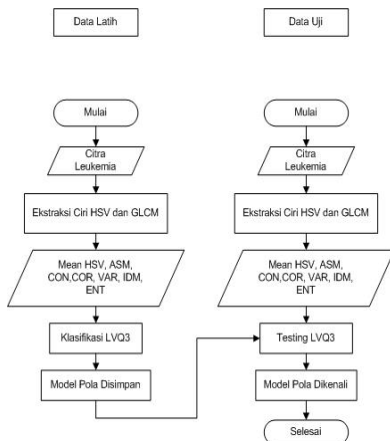 Data Latih
Mulai
Citra
Leukemia
Ekstraksi Ciri HSV dan GLCM
Mean HSV, ASM,
CON,COR, VAR, IDM,
ENT
Klasifikasi LVQ3
Model Pola Disimpan
Data Uji
Mulai
Citra
Leukemia
Ekstraksi Ciri HSV dan GLCM
Mean HSV, ASM,
CON,COR, VAR, IDM,
ENT
Testing LVQ3
Model Pola Dikenali
Selesai